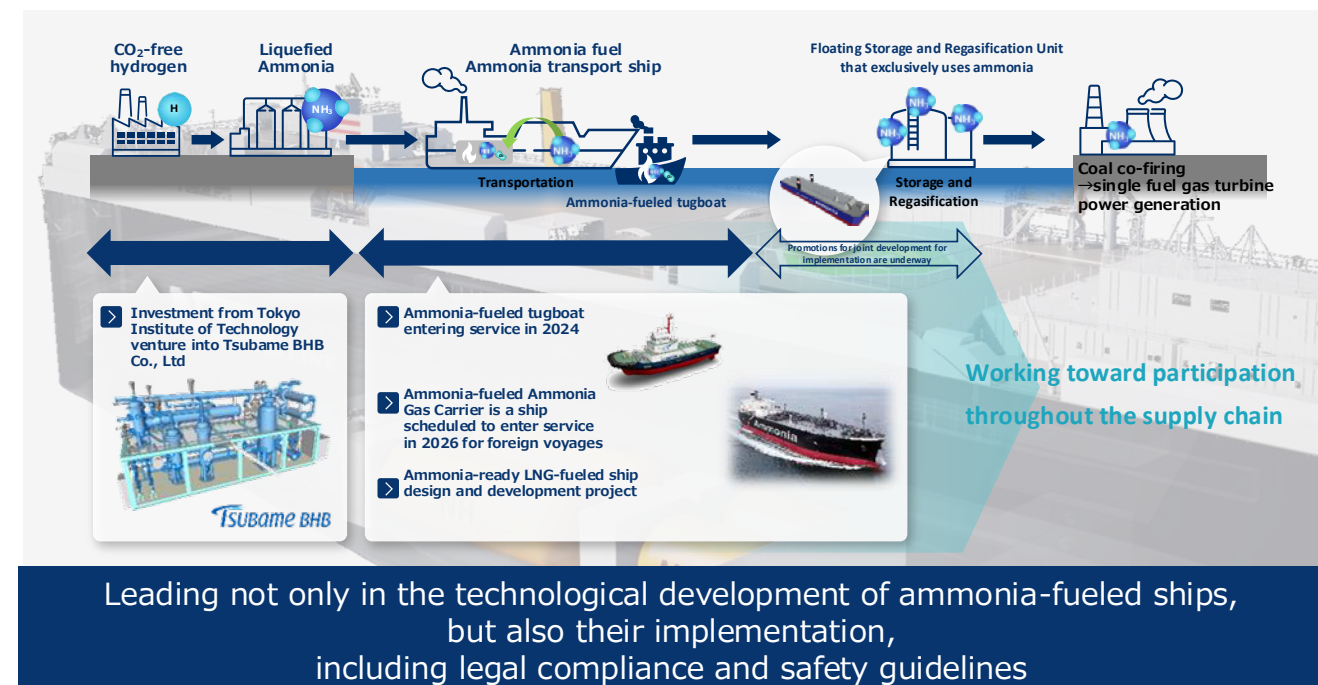 CO₂-free
hydrogen
Liquefied
Ammonia
Ammonia fuel
Ammonia transport ship
Floating Storage and Regasification Unit
that exclusively uses ammonia
H
NH₃
NH₃
NH₃
NH₃
NH₃
NH₃
Transportation
Ammonia-fueled tugboat
Storage and
Regasification
Coal co-firing
→single fuel gas turbine
power generation
Promotions for joint development for
implementation are underway
Investment from Tokyo
Institute of Technology
venture into Tsubame BHB
Co., Ltd
Tsubame BHB
Ammonia-fueled tugboat
entering service in 2024
Ammonia-fueled Ammonia
Gas Carrier is a ship
scheduled to enter service
in 2026 for foreign voyages
Ammonia-ready LNG-fueled ship
design and development project
Ammonia
Working toward participation
throughout the supply chain
Leading not only in the technological development of ammonia-fueled ships,
but also their implementation,
including legal compliance and safety guidelines